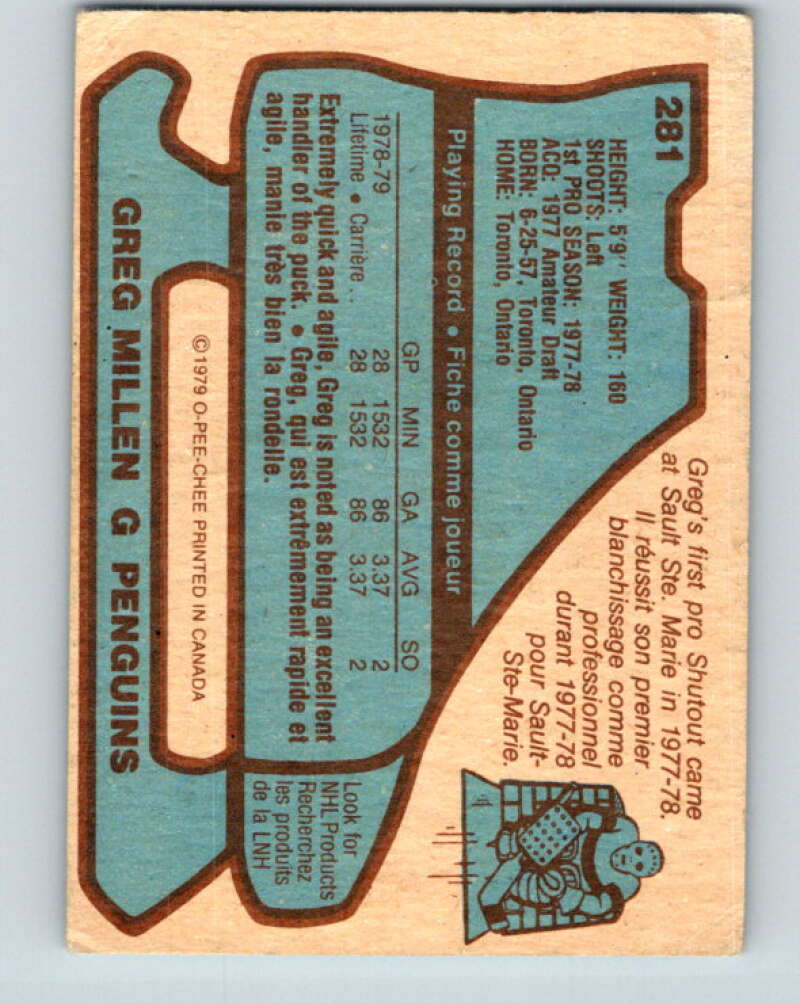 281
HEIGHT: 5'9" WEIGHT: 160
SHOOTS: Left
1st PRO SEASON: 1977-78
ACQ: 1977 Amateur Draft
BORN: 6-25-57, Toronto, Ontario
HOME: Toronto, Ontario
Greg's first pro Shutout came
at Sault Ste. Marie in 1977-78.
Il réussit son premier
blanchissage comme
professionnel
durant 1977-78
pour Sault-
Ste-Marie.
Playing Record • Fiche comme joueur
GP MIN GA AVG SO
1978-79 28 1532 86 3.37 2
Lifetime • Carrière .. 28 1532 86 3.37 2
Extremely quick and agile, Greg is noted as being an excellent
handler of the puck. • Greg, qui est extrêmement rapide et
agile, manie très bien la rondelle.
Look for
NHL Products
Recherchez
les produits
de la LNH
©1979 O-PEE-CHEE PRINTED IN CANADA
GREG MILLEN G PENGUINS